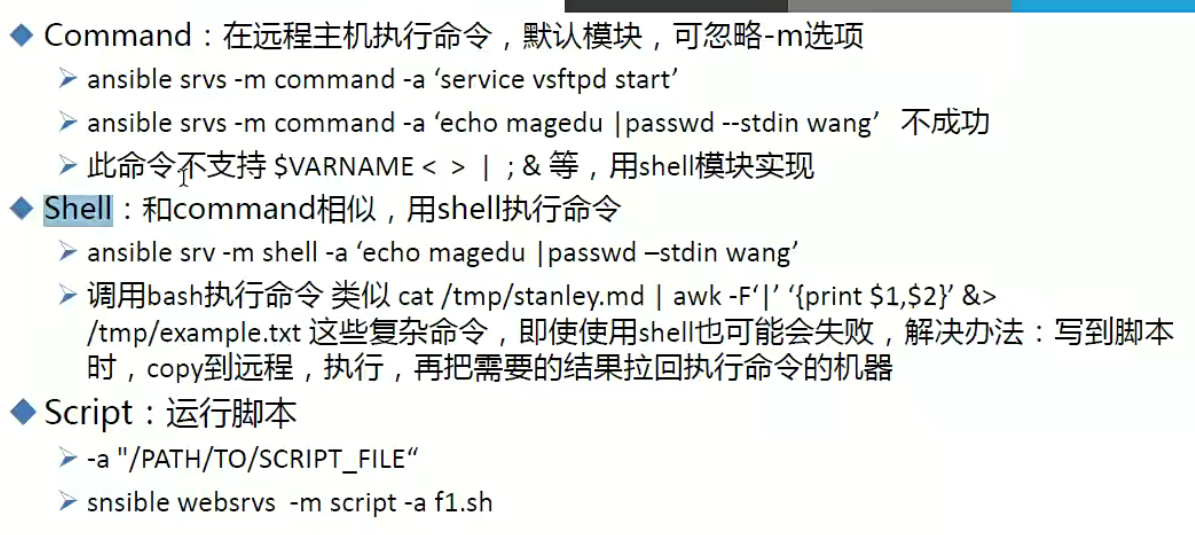 Command：在远程主机执行命令，默认模块，可忽略-m选项
ansible srvs -m command -a ‘service vsftpd start’
ansible srvs -m command -a ‘echo magedu |passwd --stdin wang’ 不成功
此命令不支持 $VARNAME < > | ; & 等，用shell模块实现
Shell：和command相似，用shell执行命令
ansible srv -m shell -a ‘echo magedu |passwd –stdin wang’
调用bash执行命令 类似 cat /tmp/stanley.md | awk -F‘|’ ‘{print $1,$2}’ &>
/tmp/example.txt 这些复杂命令，即使使用shell也可能会失败，解决办法：写到脚本
时，copy到远程，执行，再把需要的结果拉回执行命令的机器
Script：运行脚本
-a "/PATH/TO/SCRIPT_FILE“
snsible websrvs -m script -a f1.sh